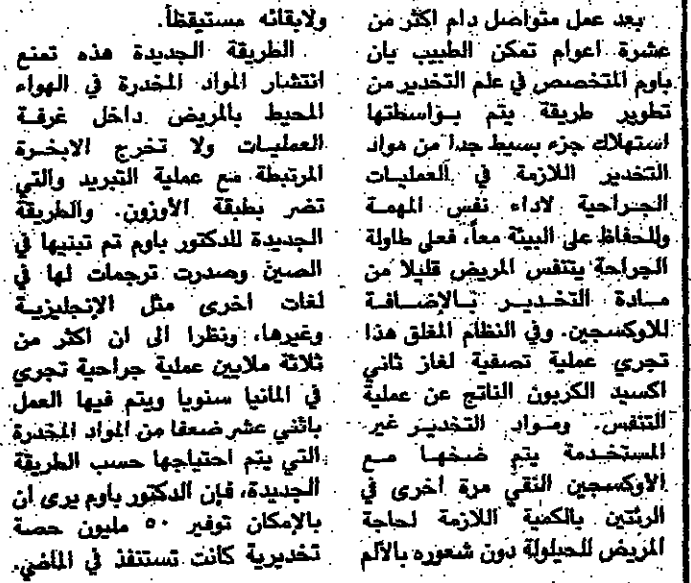 بعد عمل متواصل دام اكثر من
عشرة اعوام تمكن الطبيب يان
باوم المتخصص في علم التخدير من
تطوير طريقة يتم بواسطتها
استهلاك جزء بسيط جدا من مواد
التخدير اللازمة في العمليات
الجراحية لاداء نفس المهمة
وللحفاظ على البيئة معاً، فعلى طاولة
الجراحة يتنفس المريض قليلا من
مادة التخدير بالإضافة
للاوكسجين. وفي النظام المغلق هذا
تجري عملية تصفية لغاز ثاني
اكسيد الكربون الناتج عن عملية
التنفس. ومواد التخدير غير
المستخدمة يتم ضخها مع
الاوكسجين النقي مرة اخرى في
الرئتين بالكمية اللازمة لحاجة
المريض للحيلولة دون شعوره بالألم
ولابقائه مستيقظاً.
الطريقة الجديدة هذه تمنع
انتشار المواد المخدرة في الهواء
المحيط بالمريض داخل غرفة
العمليات ولا تخرج الابخرة
المرتبطة مع عملية التبريد والتي
تضر بطبقة الأوزون. والطريقة
الجديدة للدكتور باوم تم تبنيها في
الصين وصدرت ترجمات لها في
لغات اخرى مثل الإنجليزية
وغيرها، ونظرا الى ان اكثر من
ثلاثة ملايين عملية جراحية تجري
في المانيا سنويا ويتم فيها العمل
باثني عشر ضعفا من المواد المخدرة
التي يتم احتياجها حسب الطريقة
الجديدة، فإن الدكتور باوم يرى ان
بالإمكان توفير ٥٠ مليون حصة
تخديرية كانت تستنفذ في الماضي.